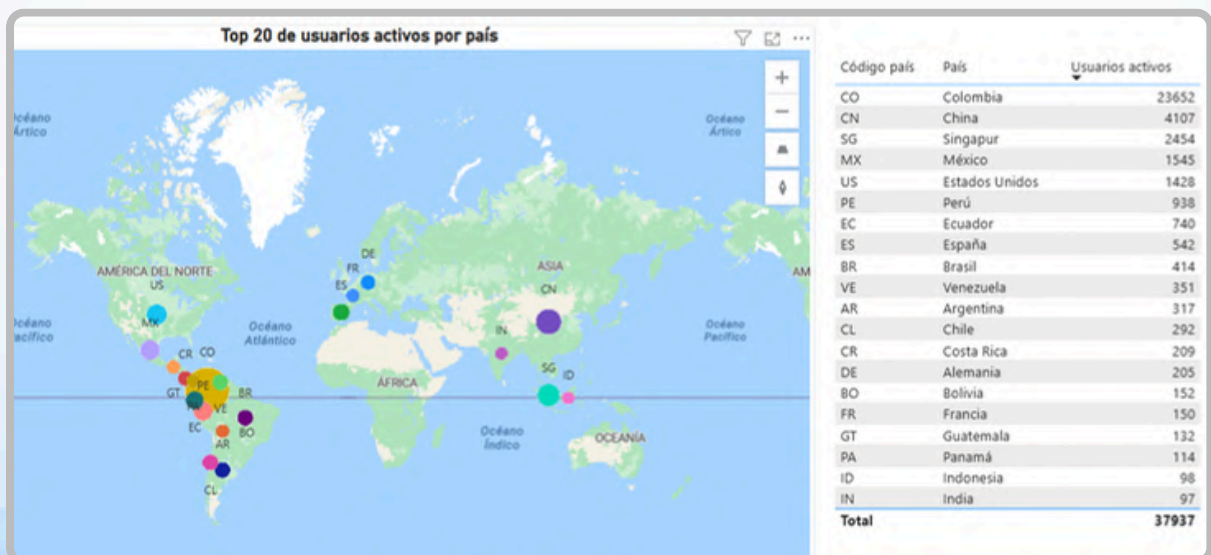 Top 20 de usuarios activos por país
Océano
Ártico
Océano
Ártico
DE
FR
ES
AMÉRICA DEL NORTE
US
ASIA
CN
AM
MX
Océano
Pacífico
Océano
Atlántico
IN
Océano
Pacífico
CR CO
SG
ID
PE
BR
GT
VE
ÁFRICA
EC
BO
AR
Océano
Índico
OCEANÍA
CL
Código país País Usuarios activos
CO Colombia 23652
CN China 4107
SG Singapur 2454
MX México 1545
US Estados Unidos 1428
PE Perú 938
EC Ecuador 740
ES España 542
BR Brasil 414
VE Venezuela 351
AR Argentina 317
CL Chile 292
CR Costa Rica 209
DE Alemania 205
BO Bolivia 152
FR Francia 150
GT Guatemala 132
PA Panamá 114
ID Indonesia 98
IN India 97
Total 37937